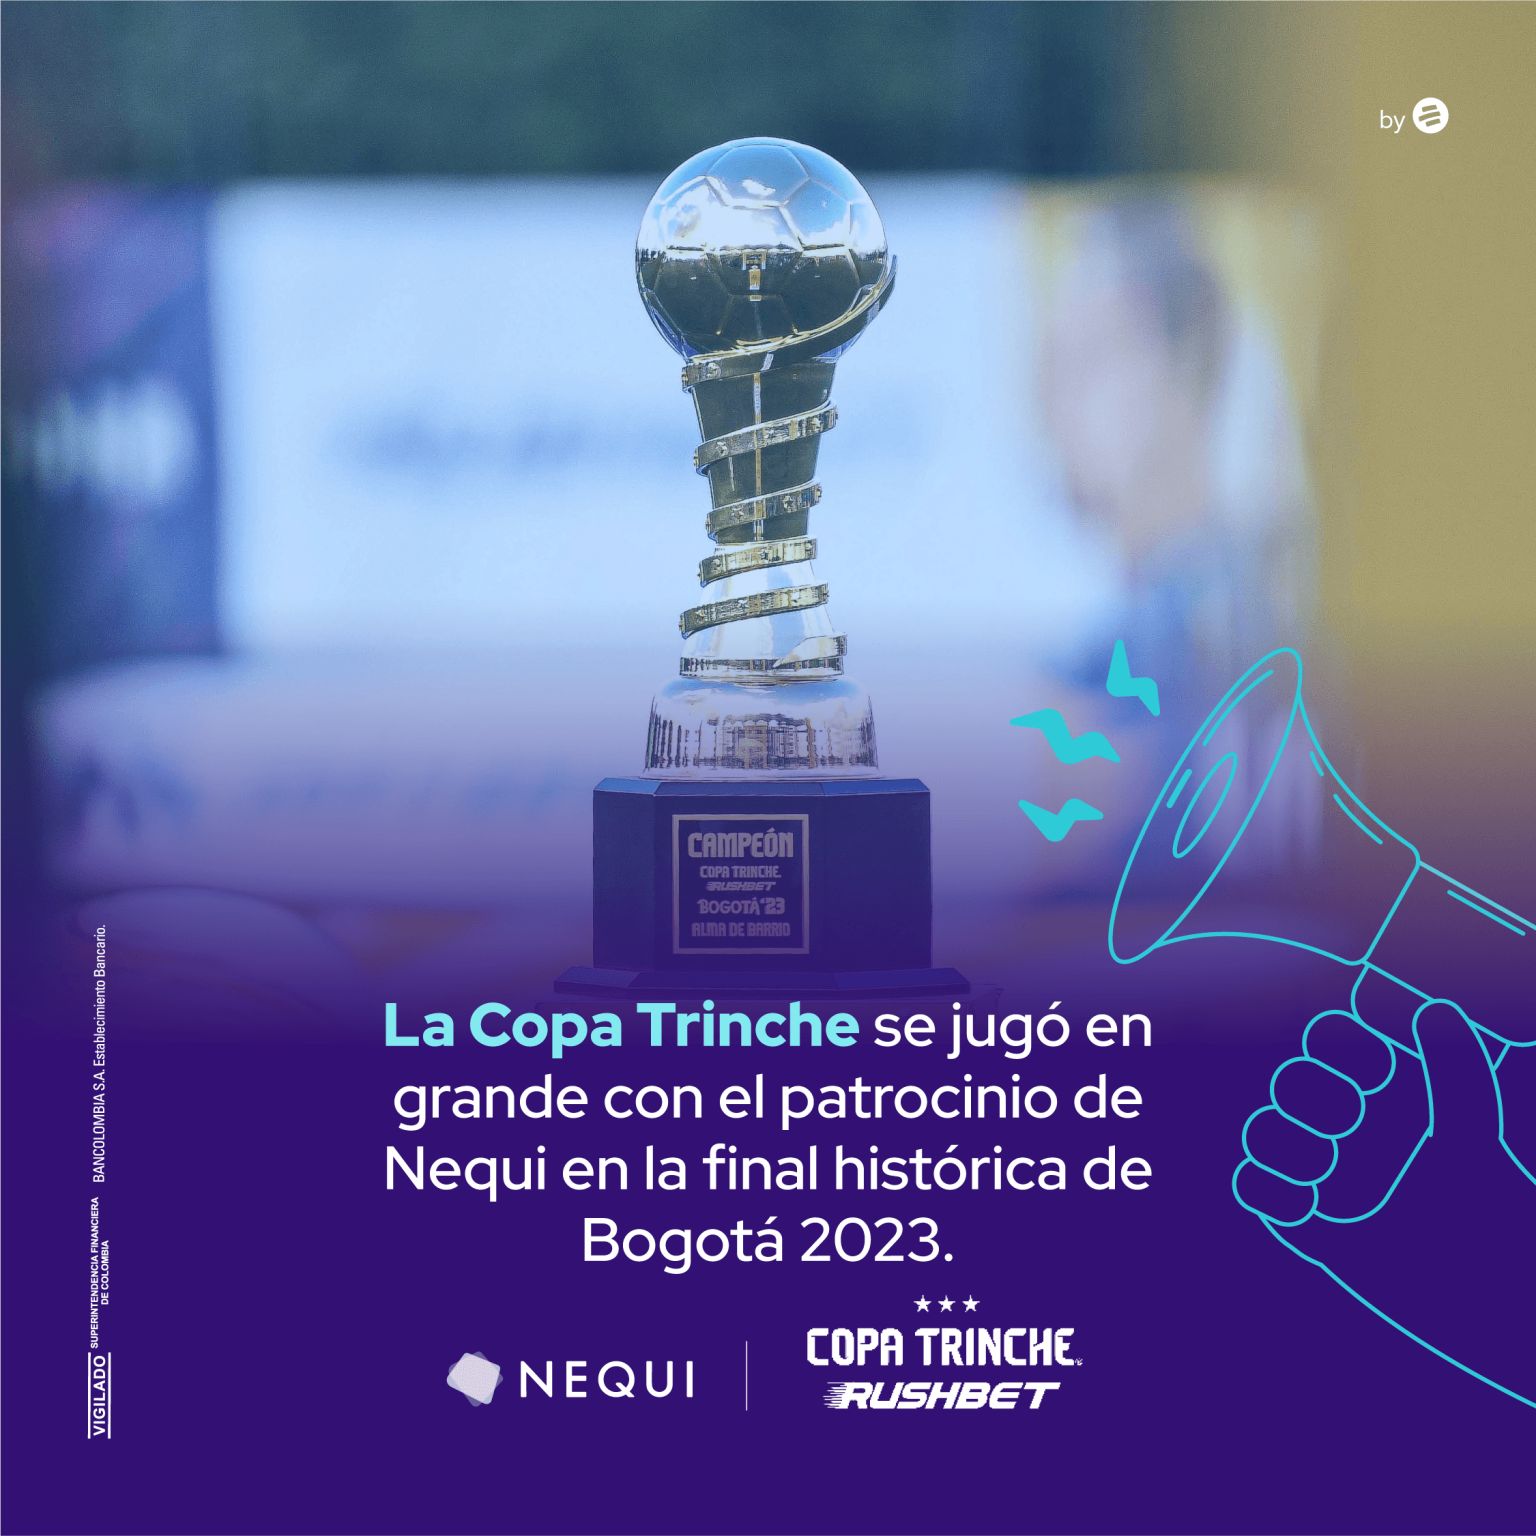 by
CAMPEÓN
COPA TRINCHE
RUSHBET
BOGOTÁ '23
ALMA DE BARRIO
La Copa Trinche se jugó en
grande con el patrocinio de
Nequi en la final histórica de
Bogotá 2023.
NEQUI
COPA TRINCHE
RUSHBET
VIGILADO
SUPERINTENDENCIA FINANCIERA
DE COLOMBIA
BANCOLOMBIA S.A. Establecimiento Bancario.